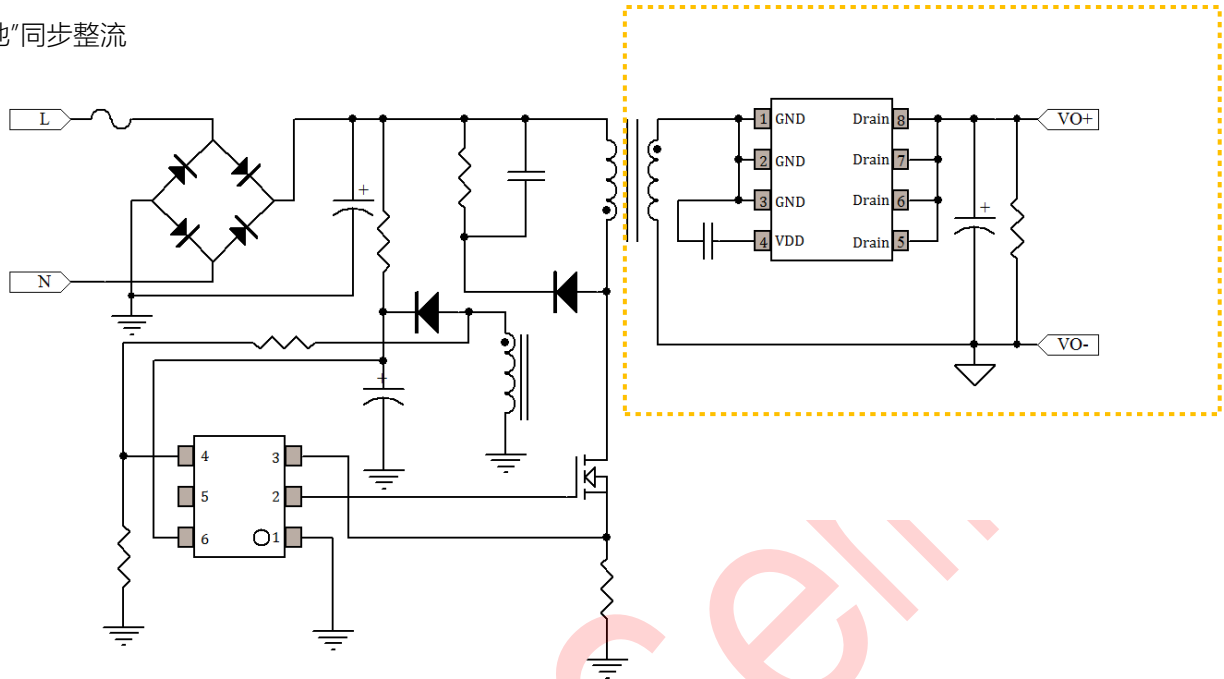 同步整流
L
N
1 GND
2 GND
3 GND
4 VDD
Drain 8
Drain 7
Drain 6
Drain 5
VO+
VO-
+
+
+
4
5
6
3
2
1